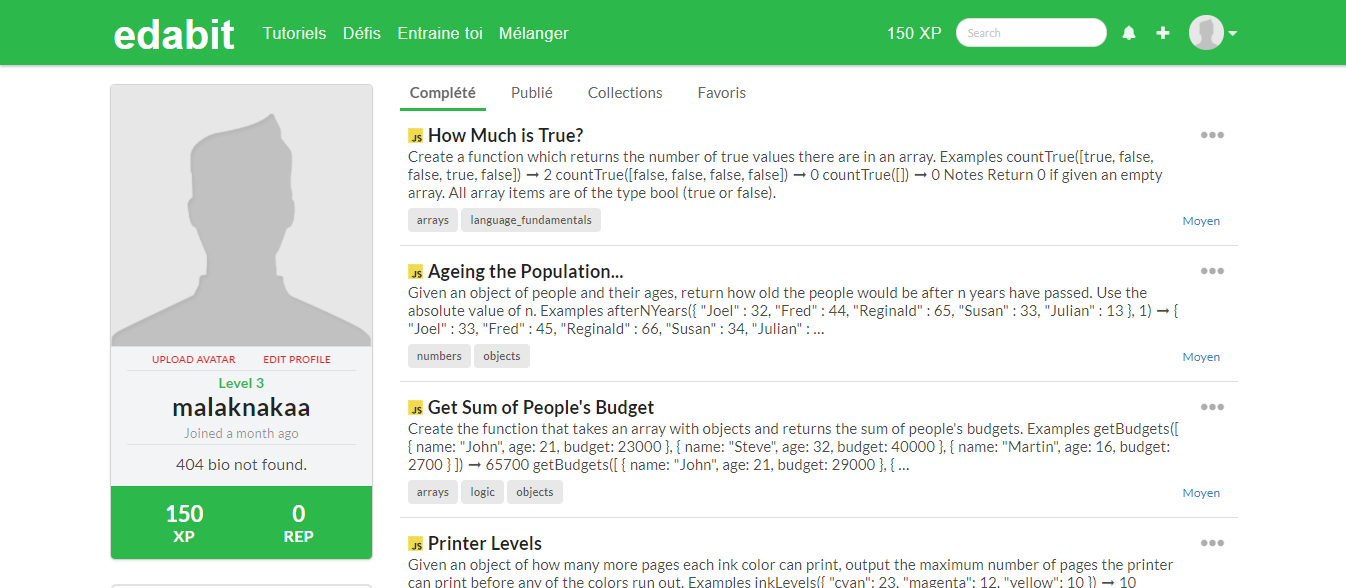 edabit Tutoriels Défis Entraine toi Mélanger 150 XP Search
UPLOAD AVATAR EDIT PROFILE
Level 3
malaknakaa
Joined a month ago
404 bio not found.
150 0
XP REP
Complété Publié Collections Favoris
JS How Much is True?
Create a function which returns the number of true values there are in an array. Examples countTrue([true, false,
false, true, false]) ➞ 2 countTrue([false, false, false, false]) ➞ 0 countTrue([]) ➞ 0 Notes Return 0 if given an empty
array. All array items are of the type bool (true or false).
arrays language_fundamentals Moyen
JS Ageing the Population...
Given an object of people and their ages, return how old the people would be after n years have passed. Use the
absolute value of n. Examples afterNYears({ "Joel" : 32, "Fred" : 44, "Reginald" : 65, "Susan" : 33, "Julian" : 13 }, 1) ➞ {
"Joel" : 33, "Fred" : 45, "Reginald" : 66, "Susan" : 34, "Julian" : ...
numbers objects Moyen
JS Get Sum of People's Budget
Create the function that takes an array with objects and returns the sum of people's budgets. Examples getBudgets([
{ name: "John", age: 21, budget: 23000 }, { name: "Steve", age: 32, budget: 40000 }, { name: "Martin", age: 16, budget:
2700 } ]) ➞ 65700 getBudgets([ { name: "John", age: 21, budget: 29000 }, { ...
arrays logic objects Moyen
JS Printer Levels
Given an object of how many more pages each ink color can print, output the maximum number of pages the printer
can print before any of the colors run out. Examples inkLevels({ "cyan": 23, "magenta": 12, "yellow": 10 }) ➞ 10